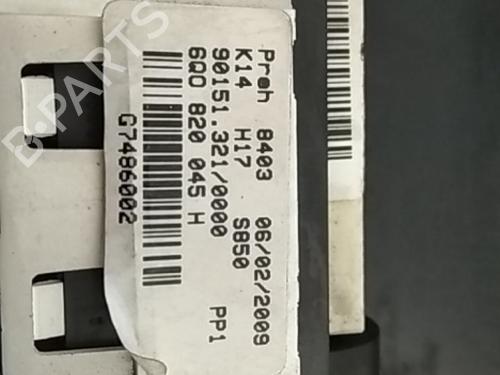 Preh 8403 06/02/2009
K14 H17 S850
90151.321/0000 PP1
6Q0 820 045 H
G7486002
B-PARTS